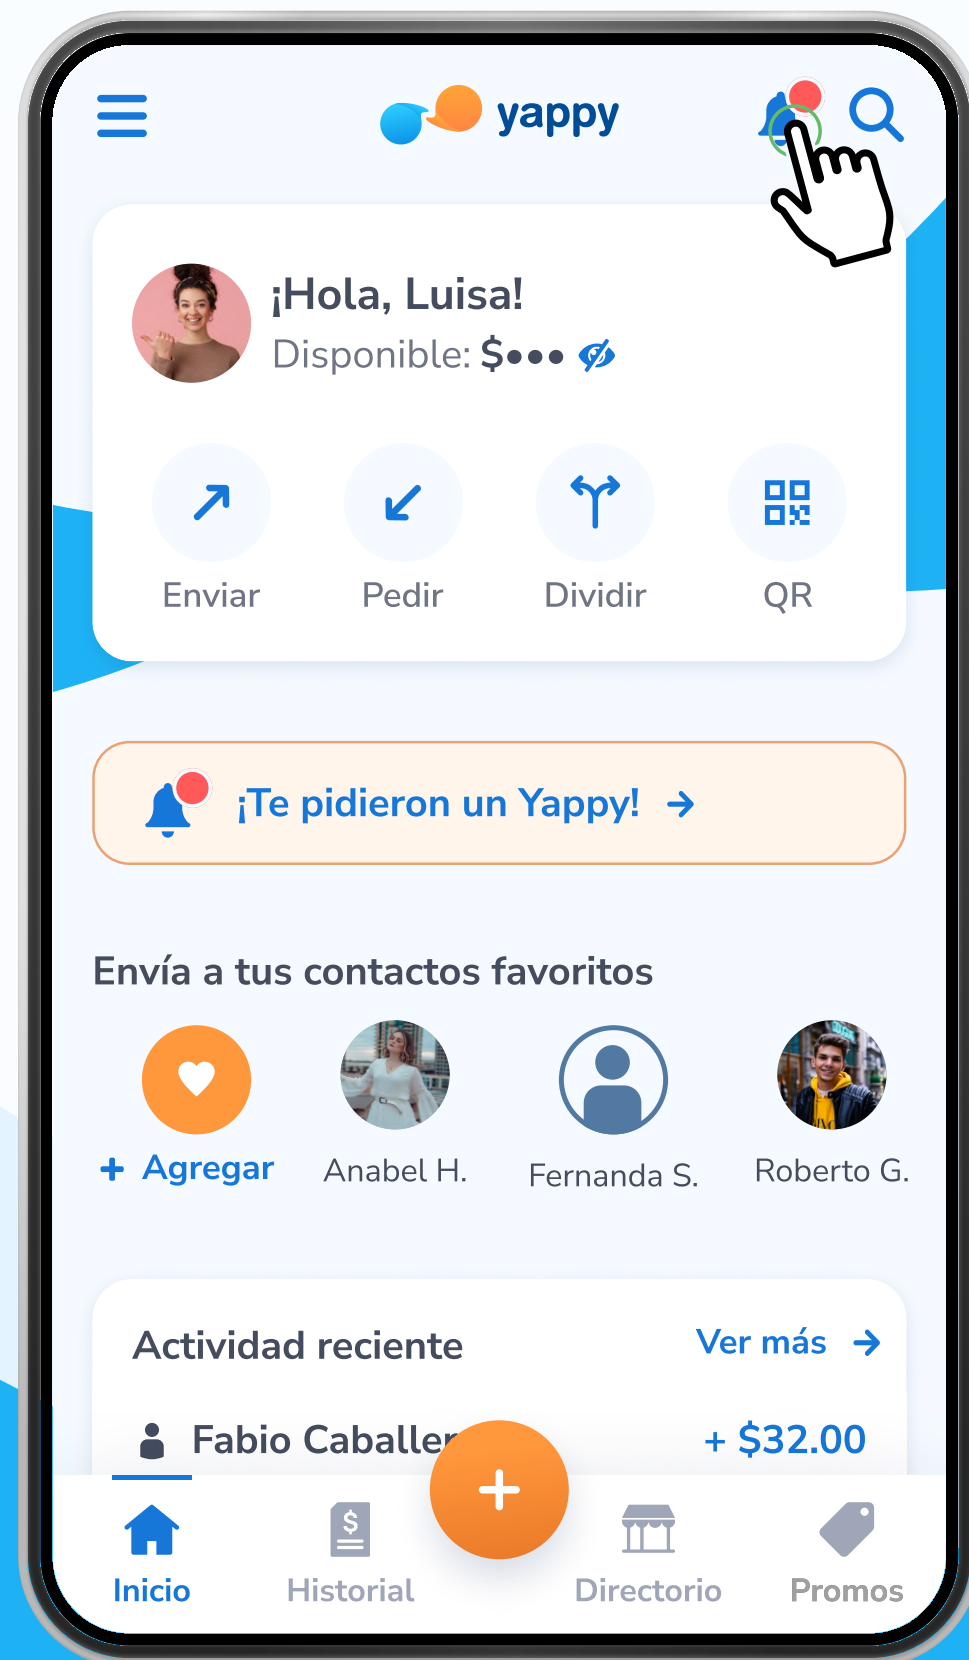 yappy
¡Hola, Luisa!
Disponible: $•••
Enviar
Pedir
Dividir
QR
¡Te pidieron un Yappy! →
Envía a tus contactos favoritos
+ Agregar
Anabel H.
Fernanda S.
Roberto G.
Actividad reciente
Ver más →
Fabio Caballer
+ $32.00
Inicio
Historial
Directorio
Promos